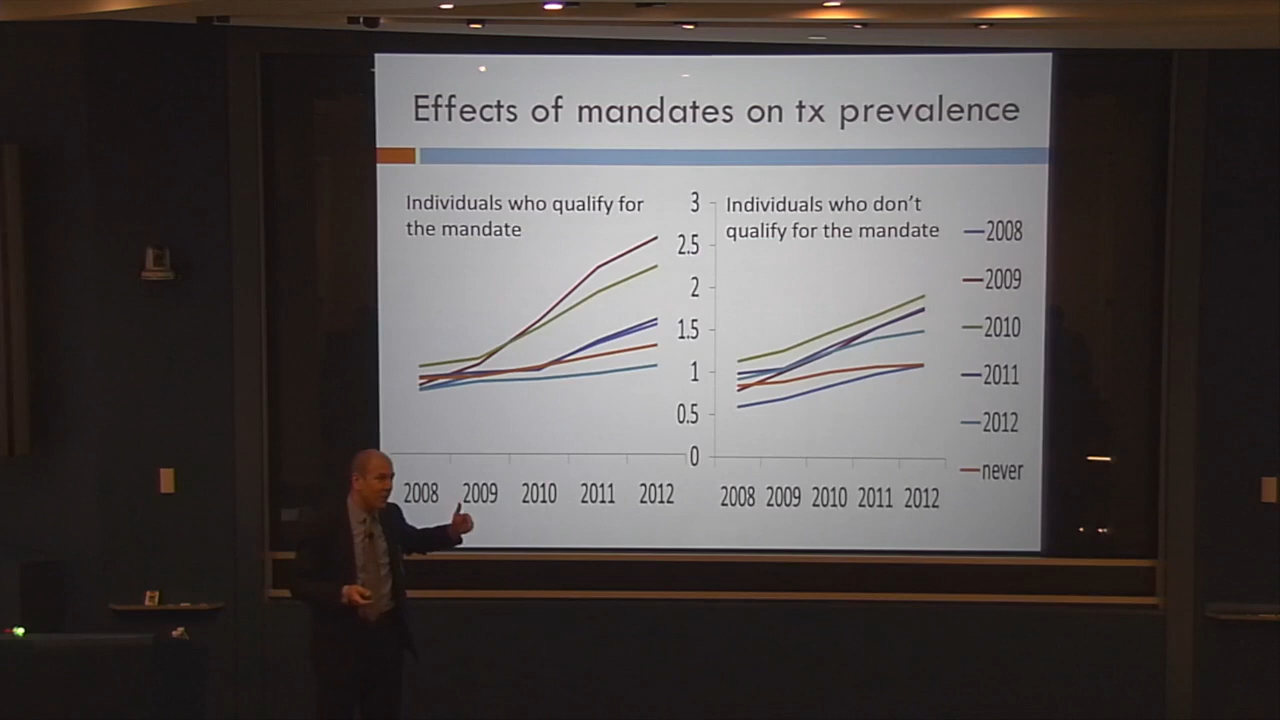 Effects of mandates on tx prevalence
Individuals who qualify for
the mandate
2008 2009 2010 2011 2012
3
2.5
2
1.5
1
0.5
0
Individuals who don't
qualify for the mandate
2008 2009 2010 2011 2012
2008
2009
2010
2011
2012
never